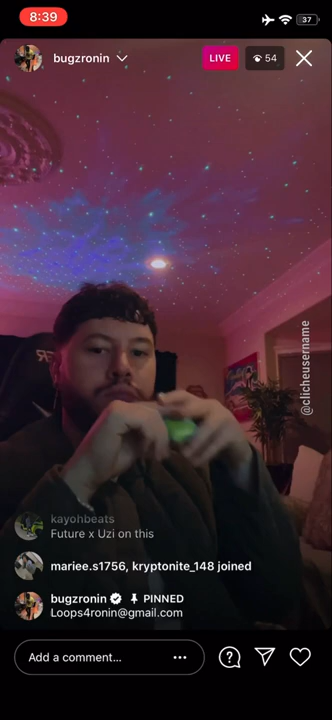 8:39
37
bugzronin
LIVE
54
@clicheusername
kayohbeats
Future x Uzi on this
mariee.s1756, kryptonite_148 joined
bugzronin PINNED
Loops4ronin@gmail.com
Add a comment...